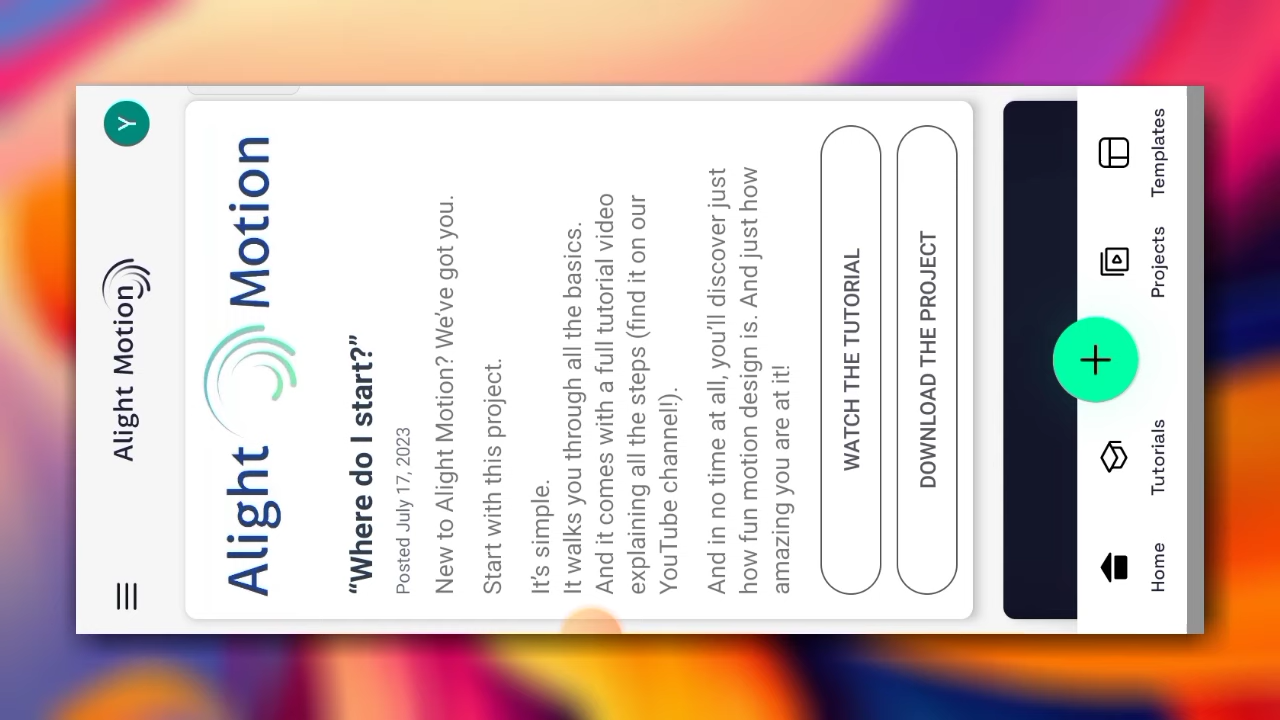 Alight Motion
Y
Alight Motion
“Where do I start?”
Posted July 17, 2023
New to Alight Motion? We’ve got you.
Start with this project.
It’s simple.
It walks you through all the basics.
And it comes with a full tutorial video
explaining all the steps (find it on our
YouTube channel!).
And in no time at all, you’ll discover just
how fun motion design is. And just how
amazing you are at it!
WATCH THE TUTORIAL
DOWNLOAD THE PROJECT
Home
Tutorials
Projects
Templates